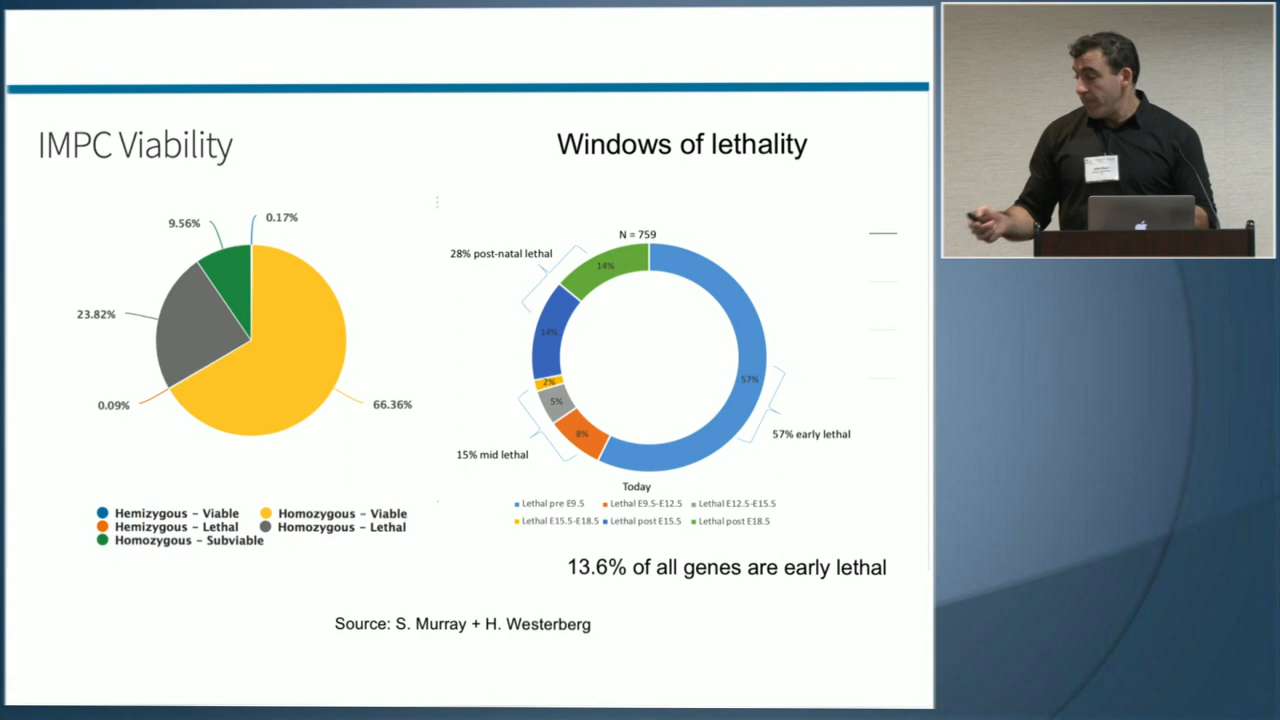 IMPC Viability
Windows of lethality
9.56%
0.17%
23.82%
0.09%
66.36%
Hemizygous – Viable
Homozygous – Viable
Hemizygous – Lethal
Homozygous – Lethal
Homozygous – Subviable
N = 759
28% post-natal lethal
14%
14%
2%
5%
8%
57%
57% early lethal
15% mid lethal
Today
Lethal pre E9.5
Lethal E9.5-E12.5
Lethal E12.5-E15.5
Lethal E15.5-E18.5
Lethal post E15.5
Lethal post E18.5
13.6% of all genes are early lethal
Source: S. Murray + H. Westerberg